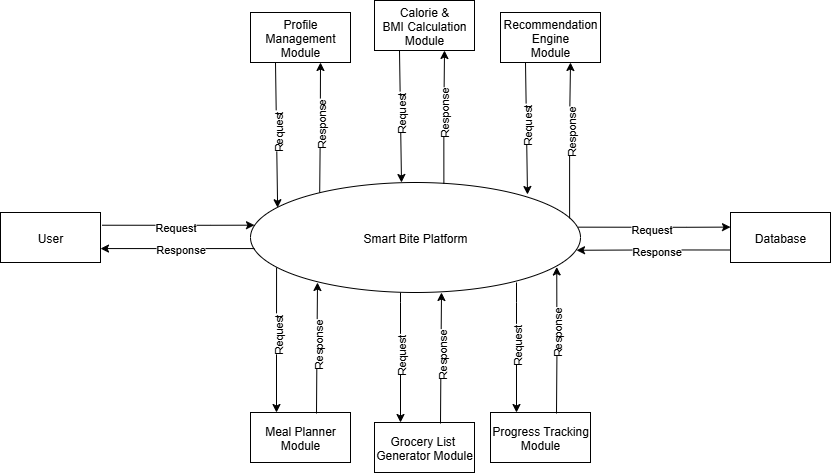 Profile
Management
Module
Calorie &
BMI Calculation
Module
Recommendation
Engine
Module
Request
Response
Request
Response
Request
Response
User
Request
Response
Smart Bite Platform
Request
Response
Database
Request
Response
Request
Response
Request
Response
Meal Planner
Module
Grocery List
Generator Module
Progress Tracking
Module